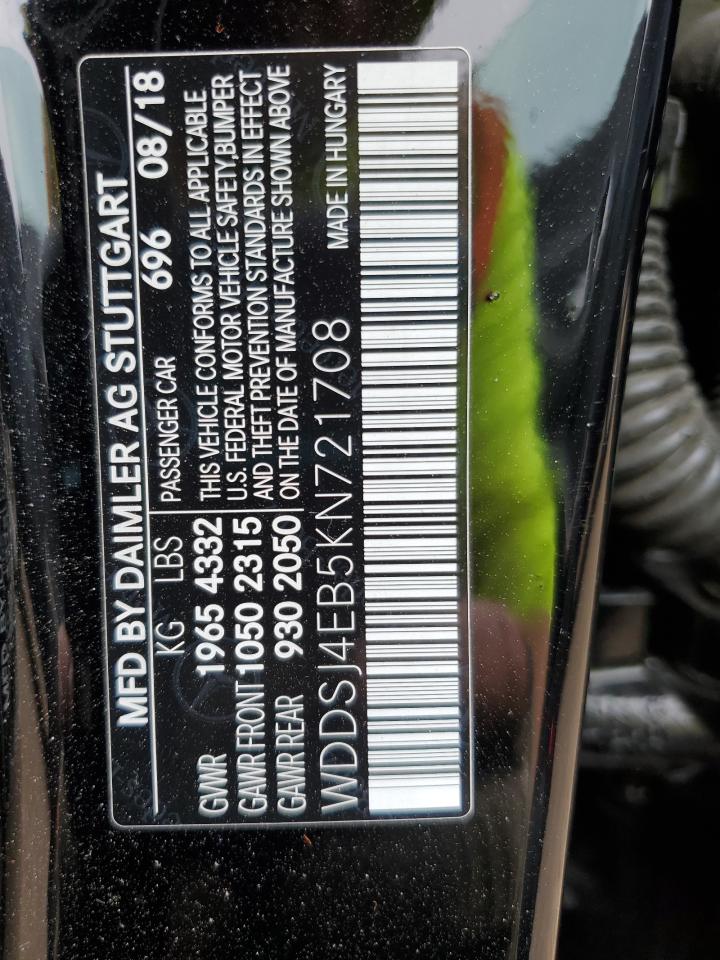 MFD BY DAIMLER AG STUTTGART
KG LBS PASSENGER CAR 696 08/18
GVWR 1965 4332 THIS VEHICLE CONFORMS TO ALL APPLICABLE
GAWR FRONT 1050 2315 U.S. FEDERAL MOTOR VEHICLE SAFETY,BUMPER
AND THEFT PREVENTION STANDARDS IN EFFECT
GAWR REAR 930 2050 ON THE DATE OF MANUFACTURE SHOWN ABOVE
WDDSJ4EB5KN721708 MADE IN HUNGARY